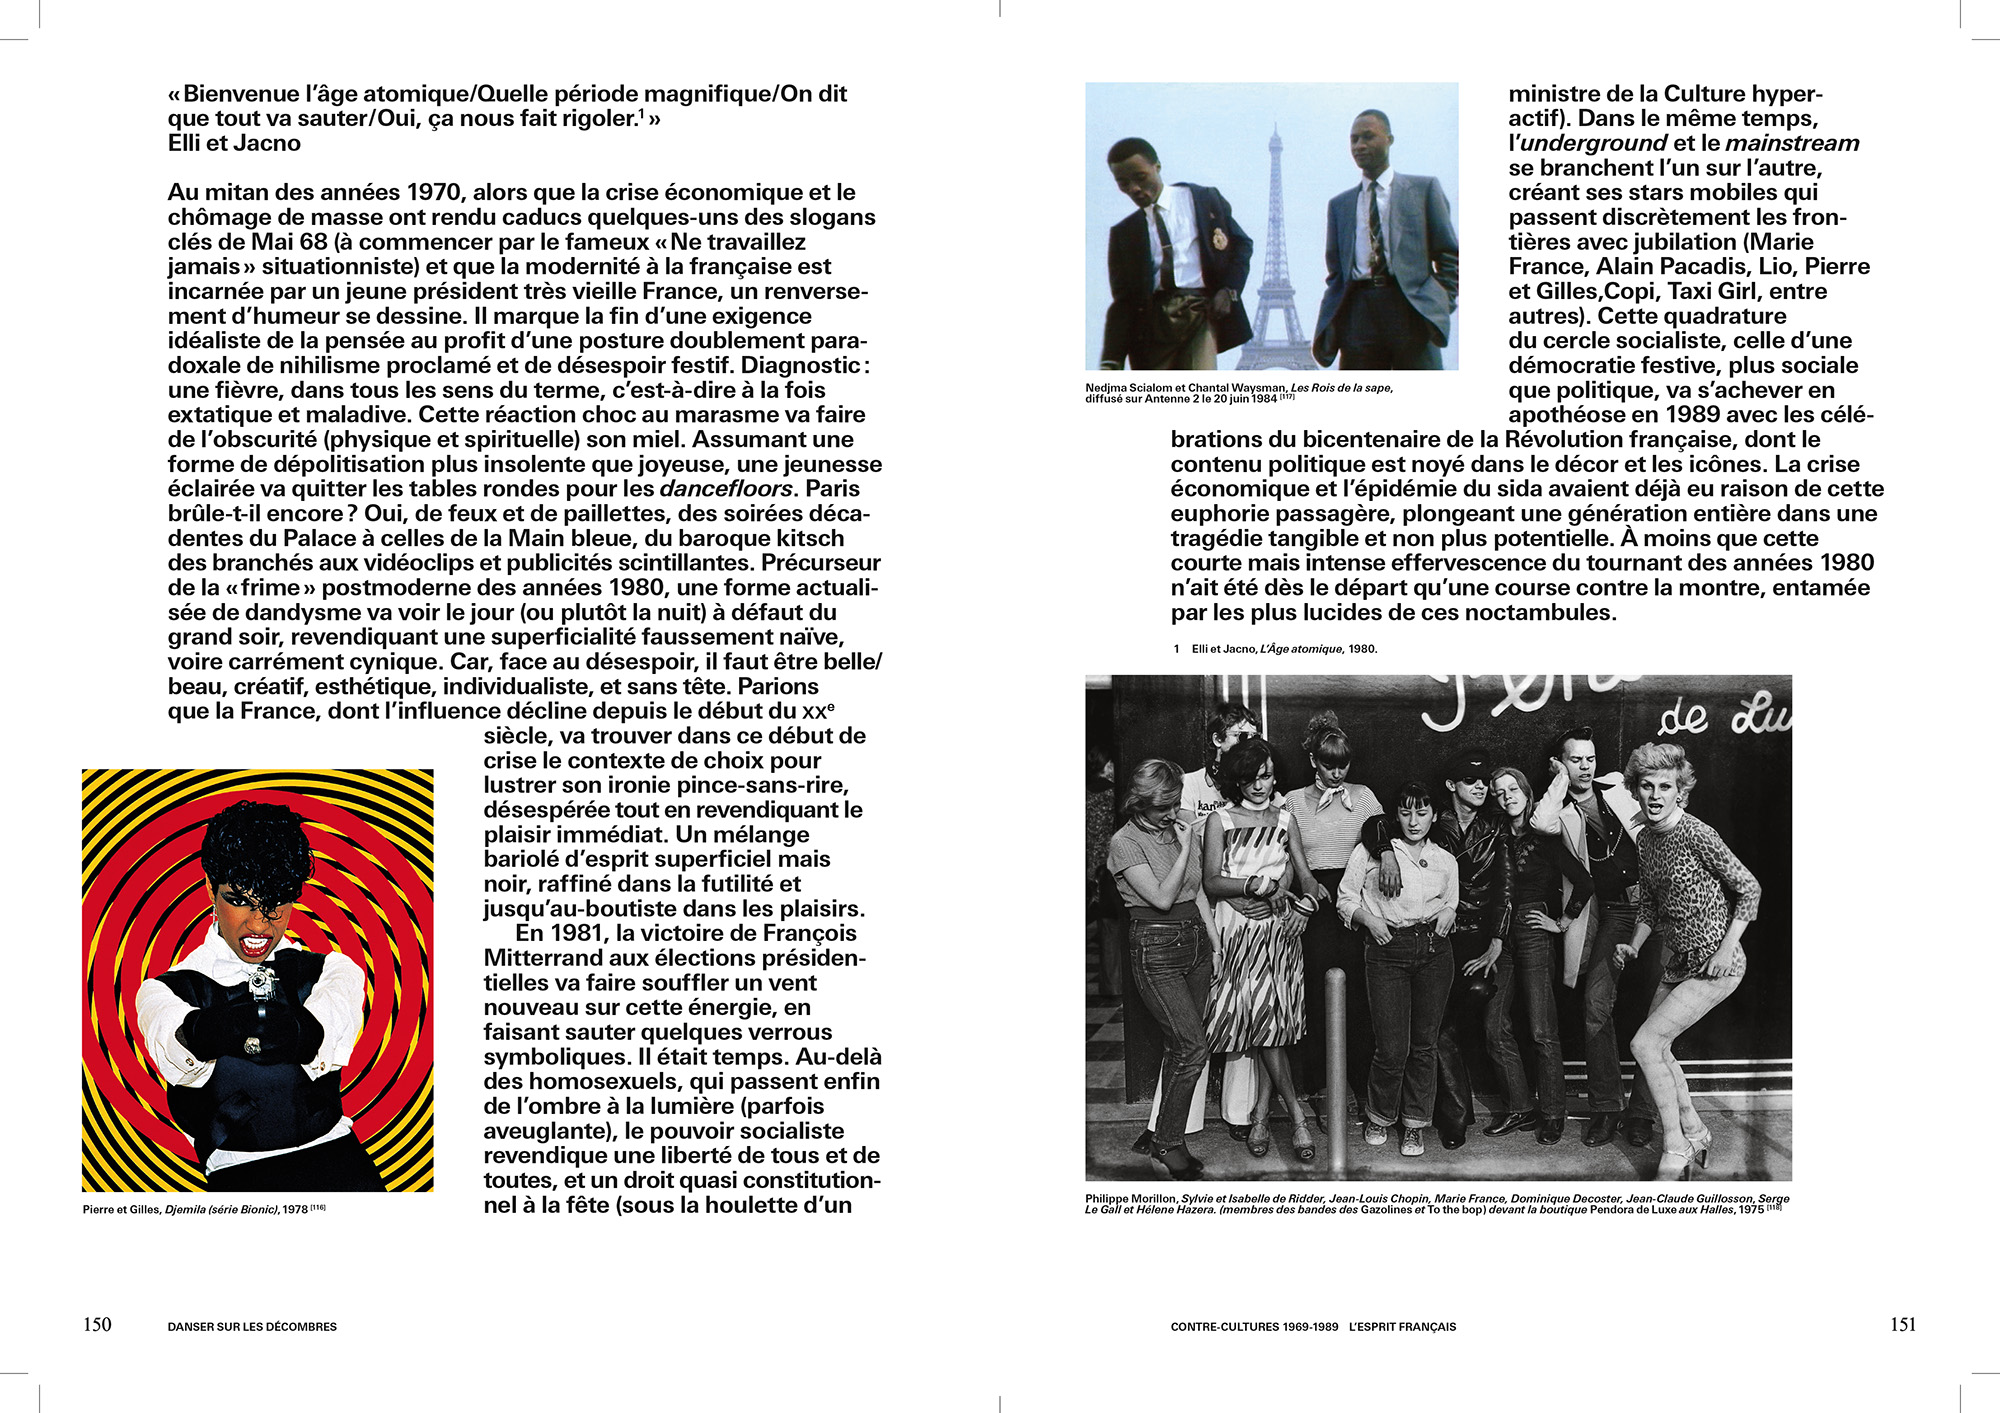 « Bienvenue l’âge atomique/Quelle période magnifique/On dit
que tout va sauter/Oui, ça nous fait rigoler.¹ »
Elli et Jacno
Au mitan des années 1970, alors que la crise économique et le
chômage de masse ont rendu caducs quelques-uns des slogans
clés de Mai 68 (à commencer par le fameux « Ne travaillez
jamais » situationniste) et que la modernité à la française est
incarnée par un jeune président très vieille France, un renverse-
ment d’humeur se dessine. Il marque la fin d’une exigence
idéaliste de la pensée au profit d’une posture doublement para-
doxale de nihilisme proclamé et de désespoir festif. Diagnostic :
une fièvre, dans tous les sens du terme, c’est-à-dire à la fois
extatique et maladive. Cette réaction choc au marasme va faire
de l’obscurité (physique et spirituelle) son miel. Assumant une
forme de dépolitisation plus insolente que joyeuse, une jeunesse
éclairée va quitter les tables rondes pour les dancefloors. Paris
brûle-t-il encore ? Oui, de feux et de paillettes, des soirées déca-
dentes du Palace à celles de la Main bleue, du baroque kitsch
des branchés aux vidéoclips et publicités scintillantes. Précurseur
de la « frime » postmoderne des années 1980, une forme actuali-
sée de dandysme va voir le jour (ou plutôt la nuit) à défaut du
grand soir, revendiquant une superficialité faussement naïve,
voire carrément cynique. Car, face au désespoir, il faut être belle/
beau, créatif, esthétique, individualiste, et sans tête. Parions
que la France, dont l’influence décline depuis le début du XXᵉ
siècle, va trouver dans ce début de
crise le contexte de choix pour
lustrer son ironie pince-sans-rire,
désespérée tout en revendiquant le
plaisir immédiat. Un mélange
bariolé d’esprit superficiel mais
noir, raffiné dans la futilité et
jusqu’au-boutiste dans les plaisirs.
En 1981, la victoire de François
Mitterrand aux élections présiden-
tielles va faire souffler un vent
nouveau sur cette énergie, en
faisant sauter quelques verrous
symboliques. Il était temps. Au-delà
des homosexuels, qui passent enfin
de l’ombre à la lumière (parfois
aveuglante), le pouvoir socialiste
revendique une liberté de tous et de
toutes, et un droit quasi constitution-
nel à la fête (sous la houlette d’un
Pierre et Gilles, Djemila (série Bionic), 1978 [116]
150 DANSER SUR LES DÉCOMBRES
Nedjma Scialom et Chantal Waysman, Les Rois de la sape,
diffusé sur Antenne 2 le 20 juin 1984 [117]
ministre de la Culture hyper-
actif). Dans le même temps,
l’underground et le mainstream
se branchent l’un sur l’autre,
créant ses stars mobiles qui
passent discrètement les fron-
tières avec jubilation (Marie
France, Alain Pacadis, Lio, Pierre
et Gilles,Copi, Taxi Girl, entre
autres). Cette quadrature
du cercle socialiste, celle d’une
démocratie festive, plus sociale
que politique, va s’achever en
apothéose en 1989 avec les célé-
brations du bicentenaire de la Révolution française, dont le
contenu politique est noyé dans le décor et les icônes. La crise
économique et l’épidémie du sida avaient déjà eu raison de cette
euphorie passagère, plongeant une génération entière dans une
tragédie tangible et non plus potentielle. À moins que cette
courte mais intense effervescence du tournant des années 1980
n’ait été dès le départ qu’une course contre la montre, entamée
par les plus lucides de ces noctambules.
1 Elli et Jacno, L’Âge atomique, 1980.
de Lu
Philippe Morillon, Sylvie et Isabelle de Ridder, Jean-Louis Chopin, Marie France, Dominique Decoster, Jean-Claude Guillosson, Serge
Le Gall et Hélene Hazera. (membres des bandes des Gazolines et To the bop) devant la boutique Pendora de Luxe aux Halles, 1975 [118]
CONTRE-CULTURES 1969-1989 L’ESPRIT FRANÇAIS 151